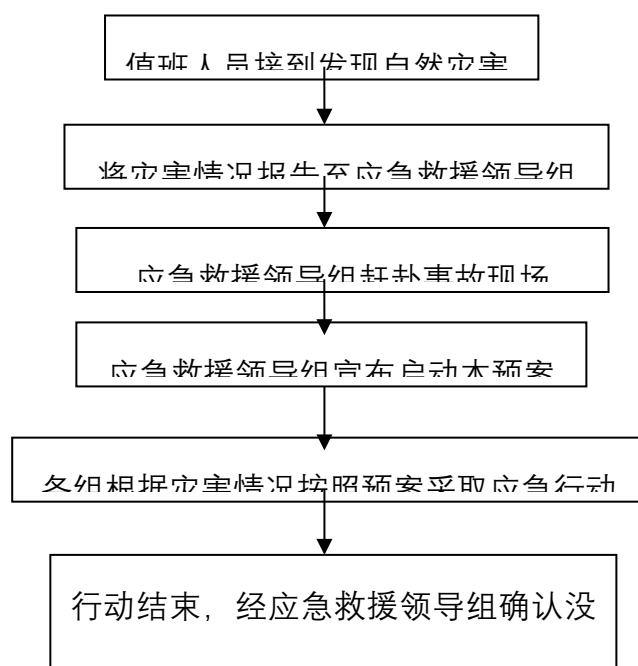 值班人员接到发现自然灾害
将灾害情况报告至应急救援领导组
应急救援领导组赶赴事故现场
应急救援领导组宣布启动本预案
各组根据灾害情况按照预案采取应急行动
行动结束，经应急救援领导组确认没